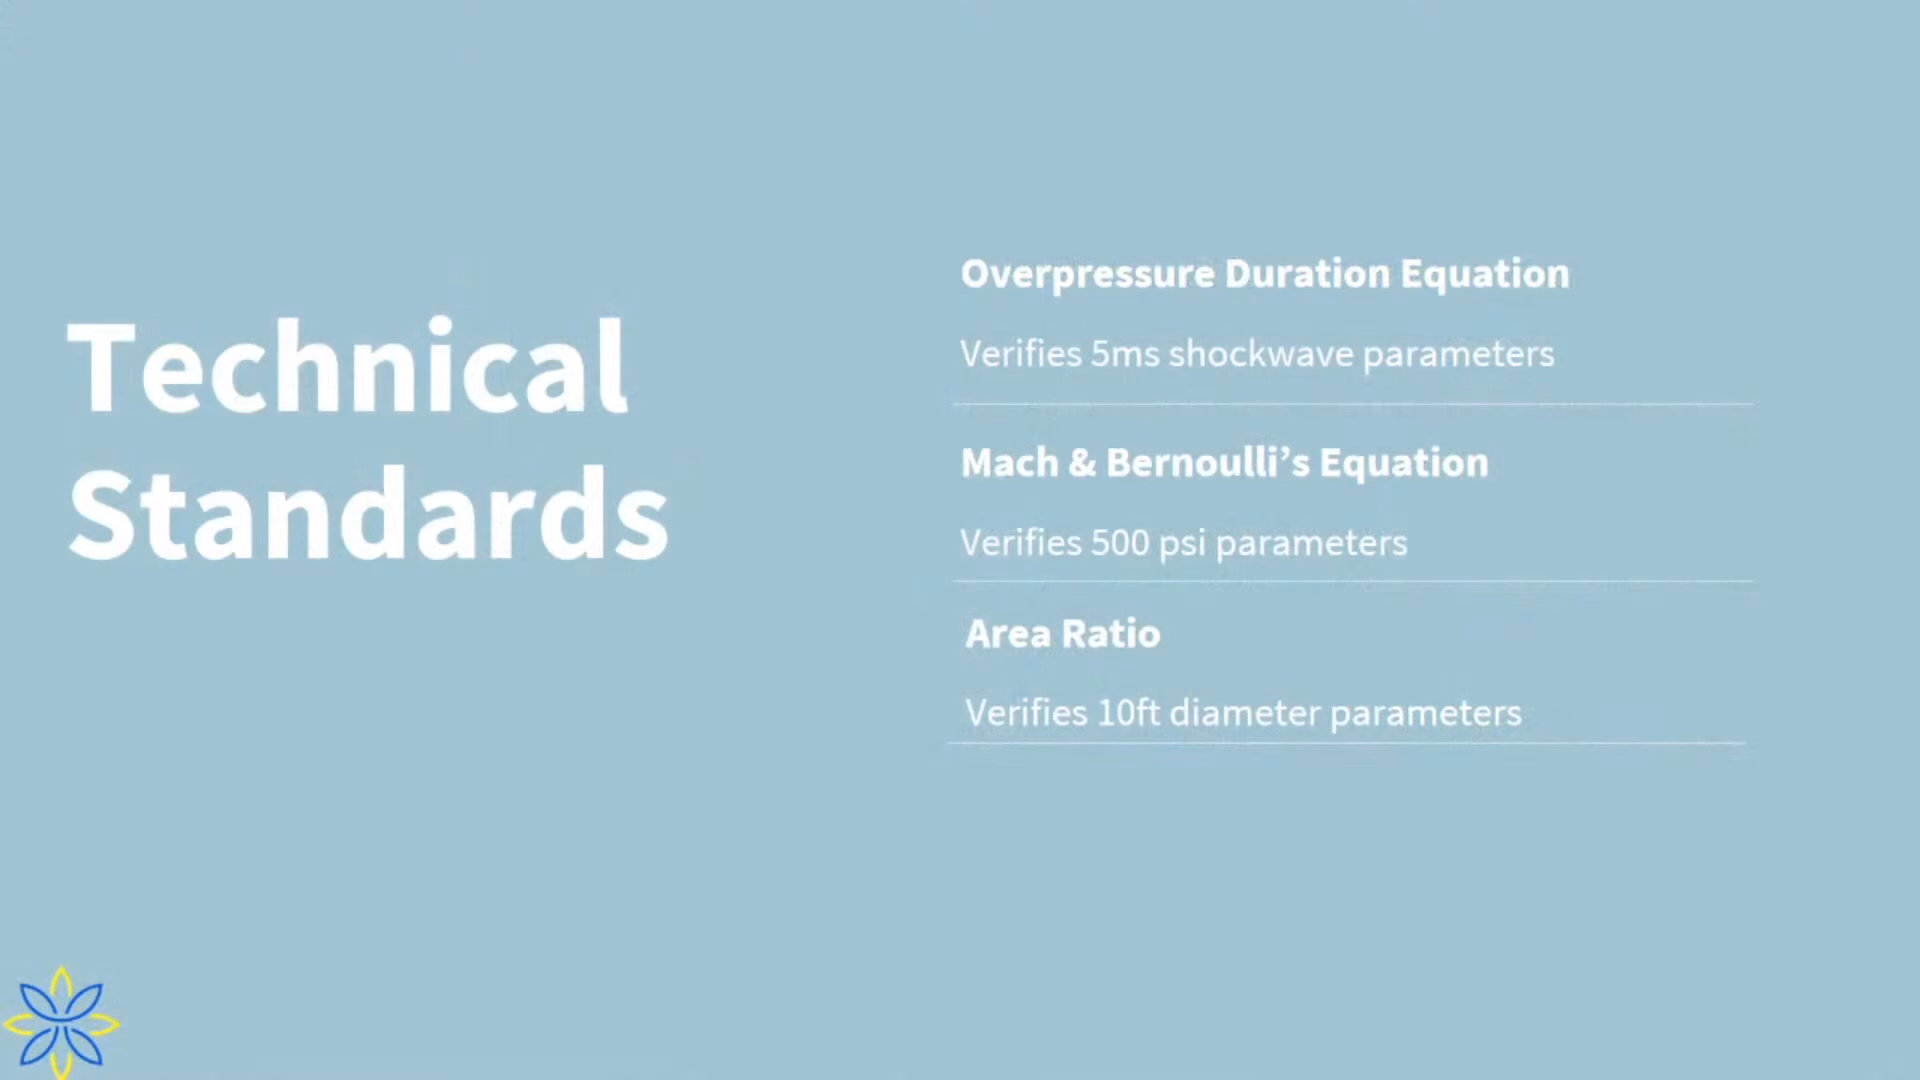 Technical
Standards
Overpressure Duration Equation
Verifies 5ms shockwave parameters
Mach & Bernoulli’s Equation
Verifies 500 psi parameters
Area Ratio
Verifies 10ft diameter parameters